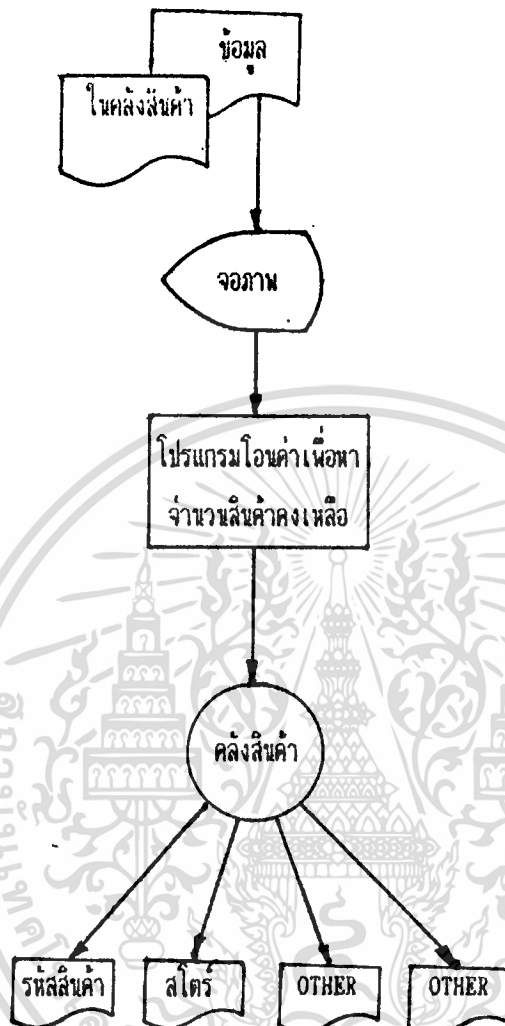 ข้อมูล
ในคลังสินค้า
จอภาพ
โปรแกรมโอนค่าเพื่อหา
จำนวนสินค้าคงเหลือ
คลังสินค้า
รหัสสินค้า
สโตร์
OTHER
OTHER